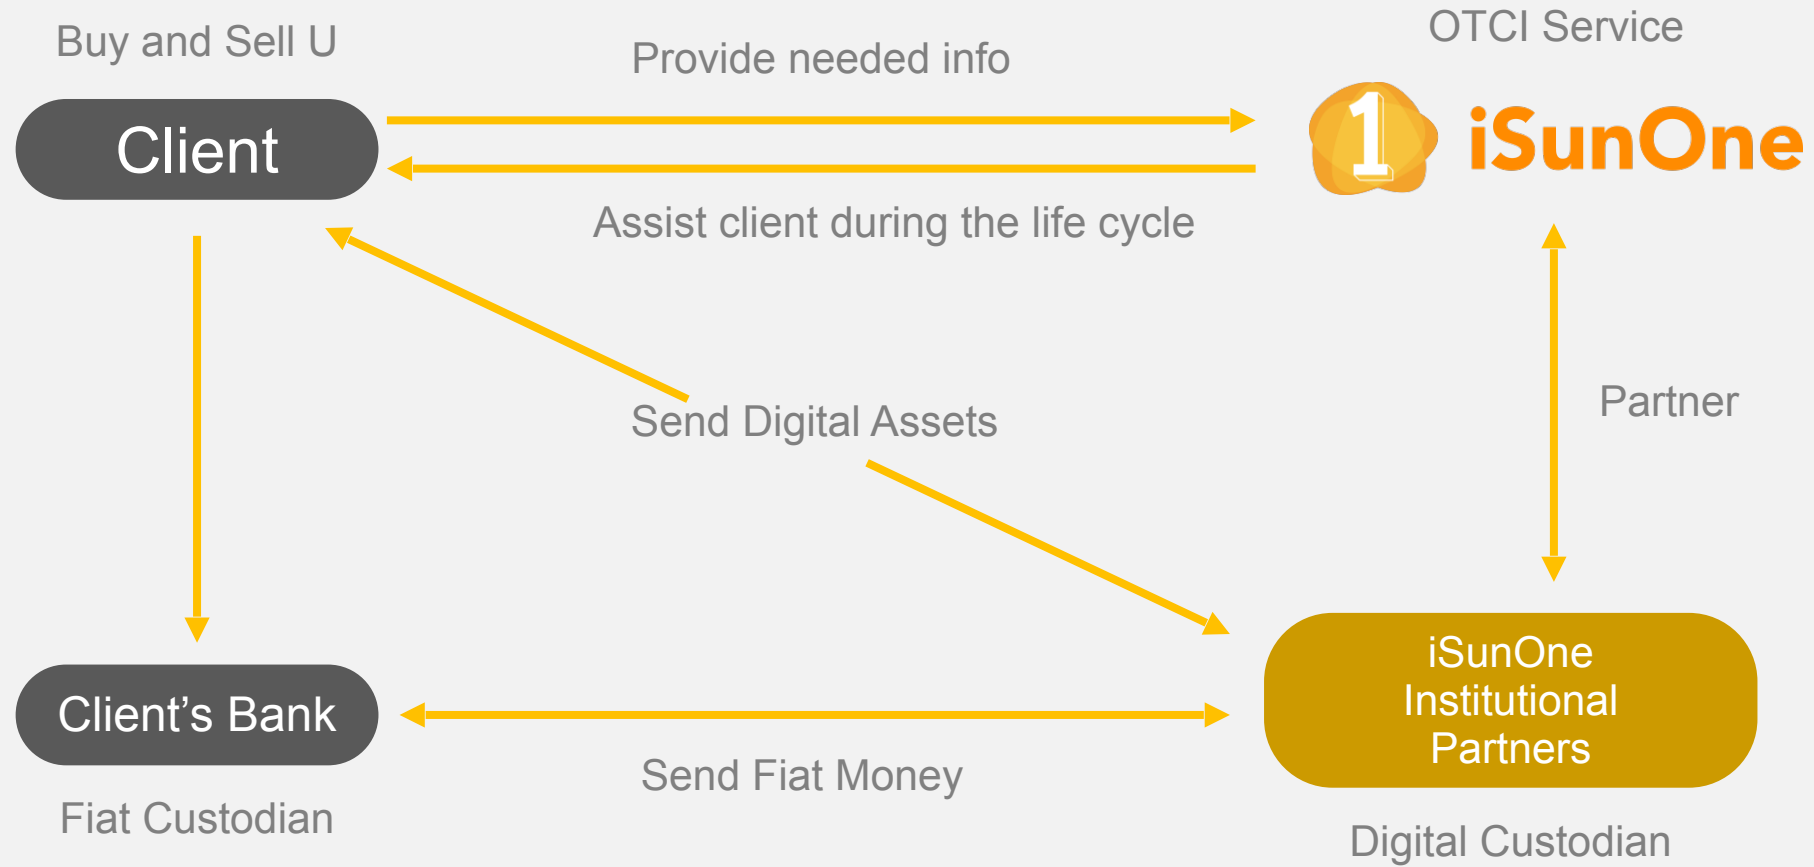 Buy and Sell U
OTCI Service
Provide needed info
Client
1 iSunOne
Assist client during the life cycle
Send Digital Assets
Partner
iSunOne
Institutional
Partners
Client’s Bank
Send Fiat Money
Fiat Custodian
Digital Custodian